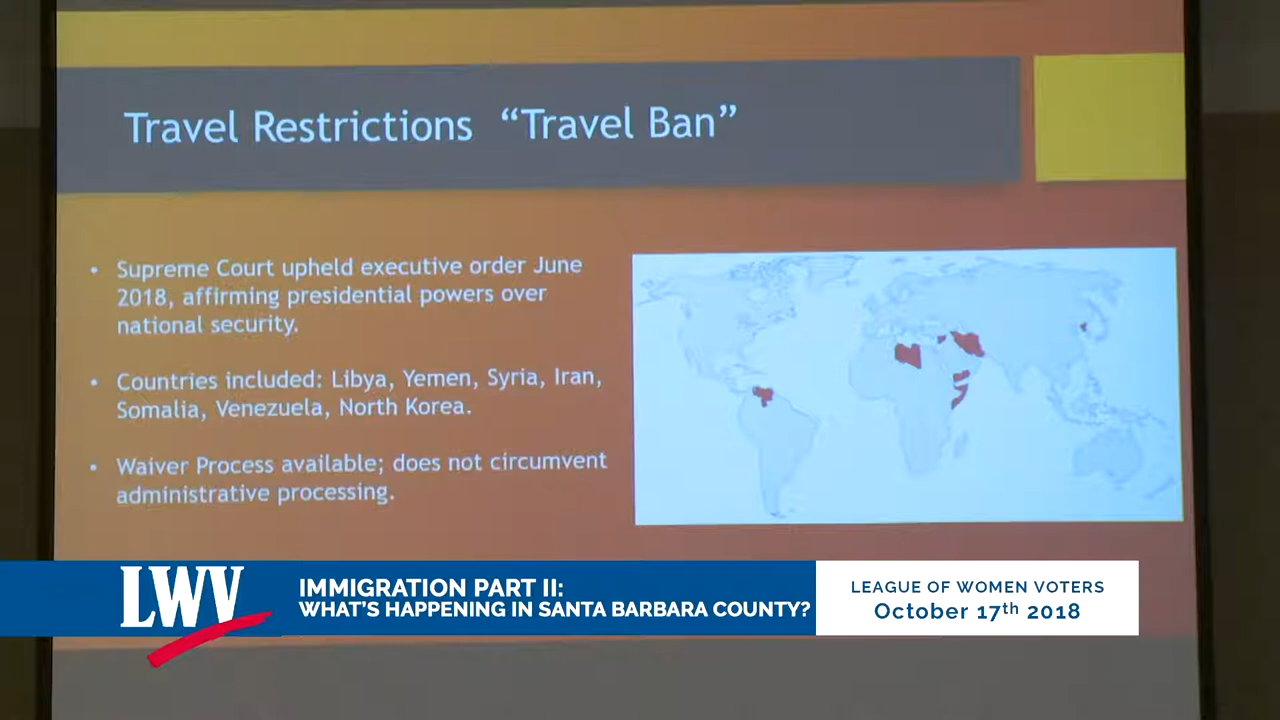 Travel Restrictions “Travel Ban”
• Supreme Court upheld executive order June
2018, affirming presidential powers over
national security.
• Countries included: Libya, Yemen, Syria, Iran,
Somalia, Venezuela, North Korea.
• Waiver Process available; does not circumvent
administrative processing.
LWV
IMMIGRATION PART II:
WHAT'S HAPPENING IN SANTA BARBARA COUNTY?
LEAGUE OF WOMEN VOTERS
October 17th 2018